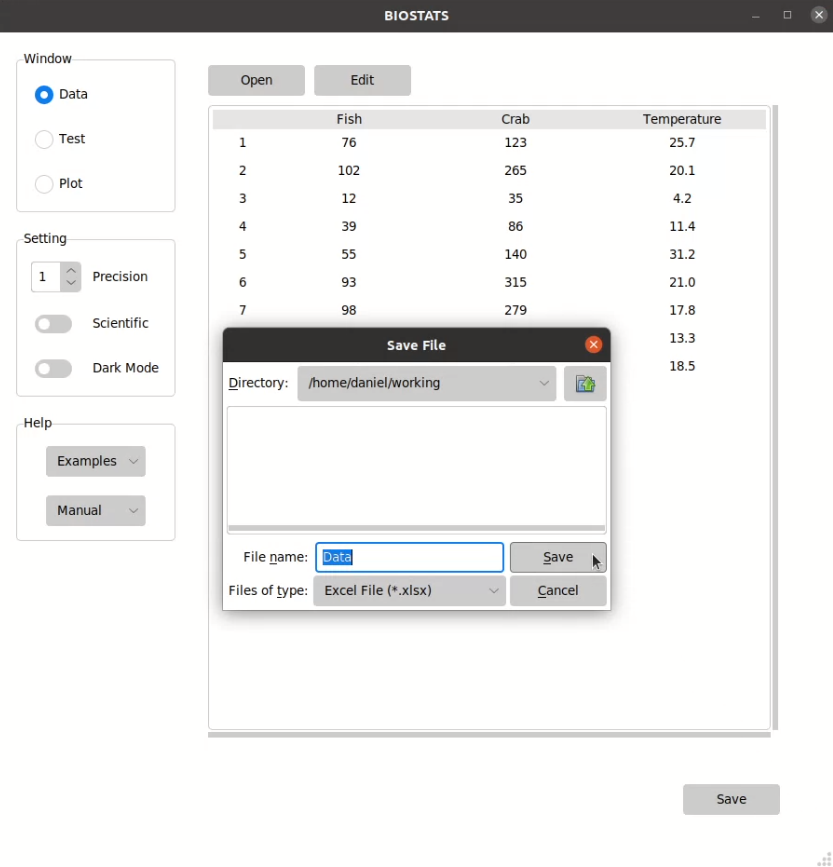 BIOSTATS
Window
Data
Test
Plot
Setting
1 Precision
Scientific
Dark Mode
Help
Examples
Manual
Open Edit
Fish Crab Temperature
1 76 123 25.7
2 102 265 20.1
3 12 35 4.2
4 39 86 11.4
5 55 140 31.2
6 93 315 21.0
7 98 279 17.8
13.3
18.5
Save File
Directory: /home/daniel/working
File name: Data Save
Files of type: Excel File (*.xlsx) Cancel
Save